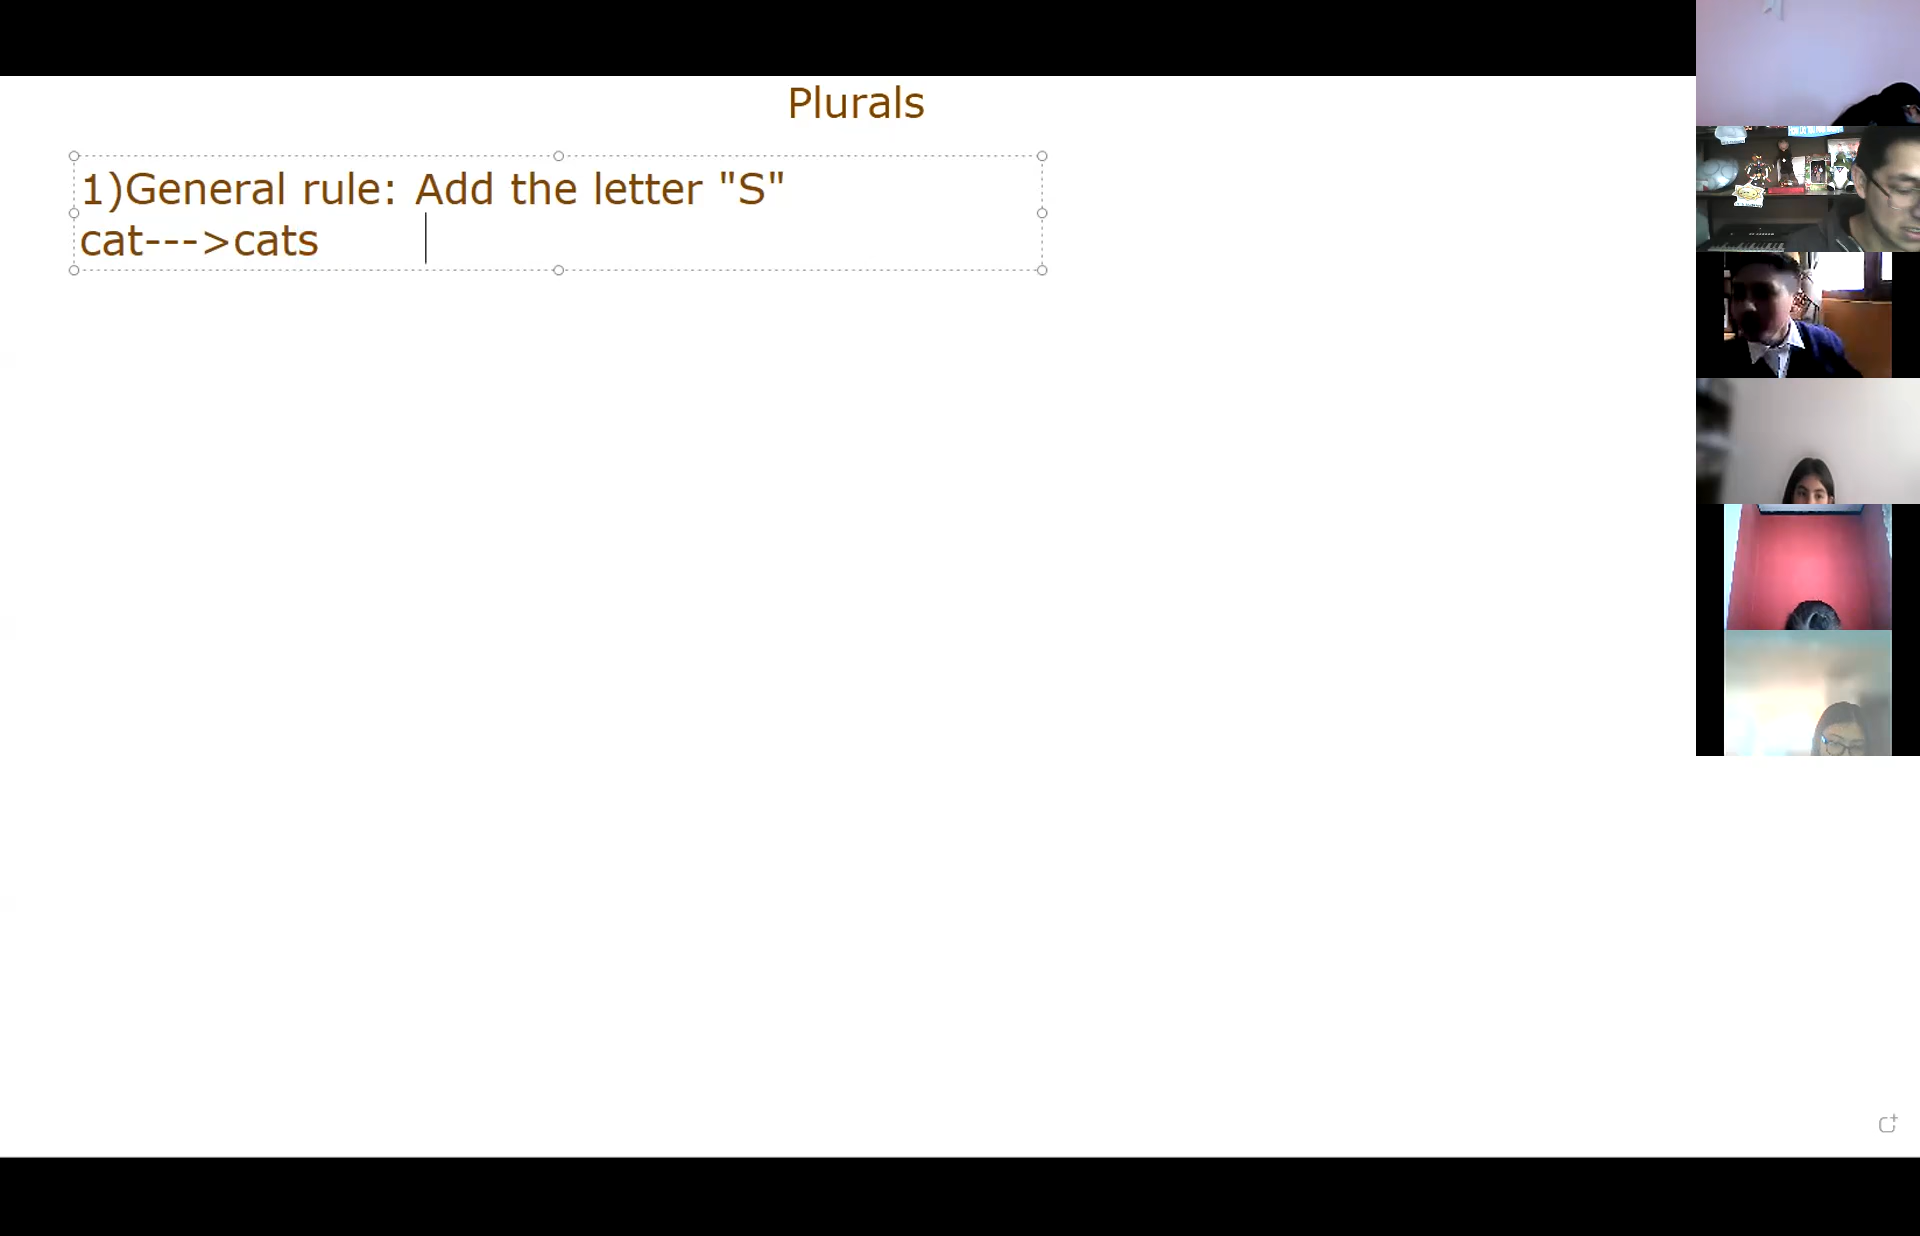 Plurals
1)General rule: Add the letter "S"
cat--->cats